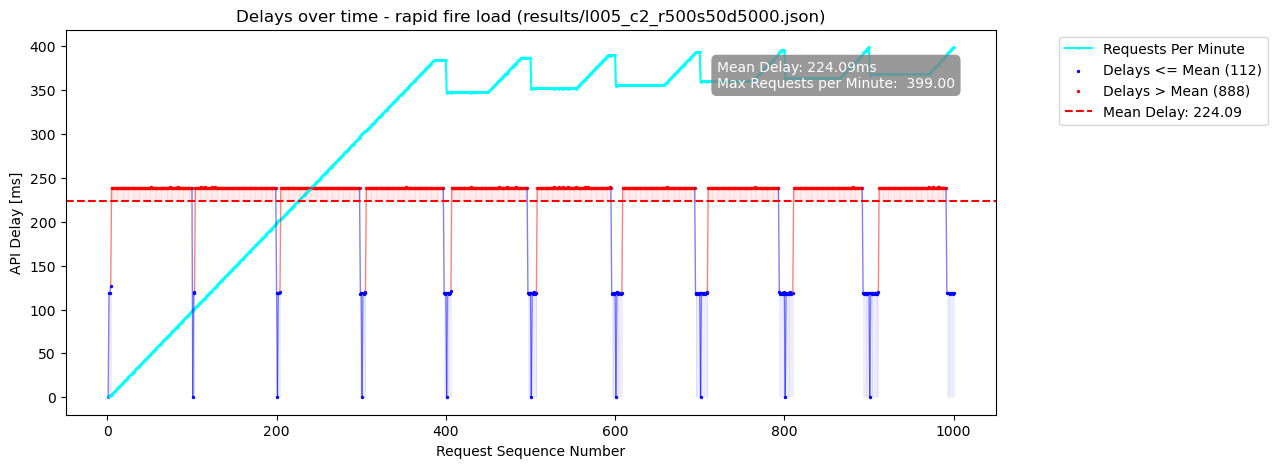 Delays over time - rapid fire load (results/l005_c2_r500s50d5000.json)
400
350
300
250
200
150
100
50
0
API Delay [ms]
0 200 400 600 800 1000
Request Sequence Number
Mean Delay: 224.09ms
Max Requests per Minute:  399.00
Requests Per Minute
Delays <= Mean (112)
Delays > Mean (888)
Mean Delay: 224.09